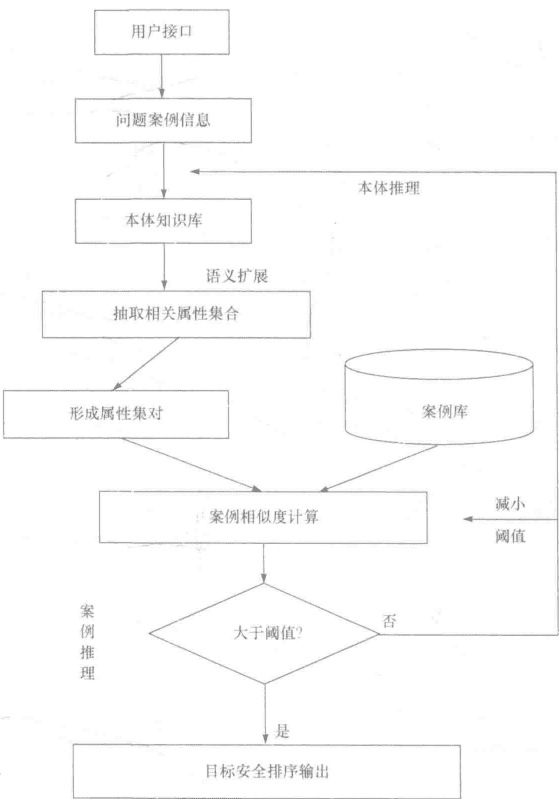 用户接口
问题案例信息
本体推理
本体知识库
语义扩展
抽取相关属性集合
形成属性集对
案例库
案例相似度计算
减小
阈值
案例推理
大于阈值?
否
是
目标安全排序输出